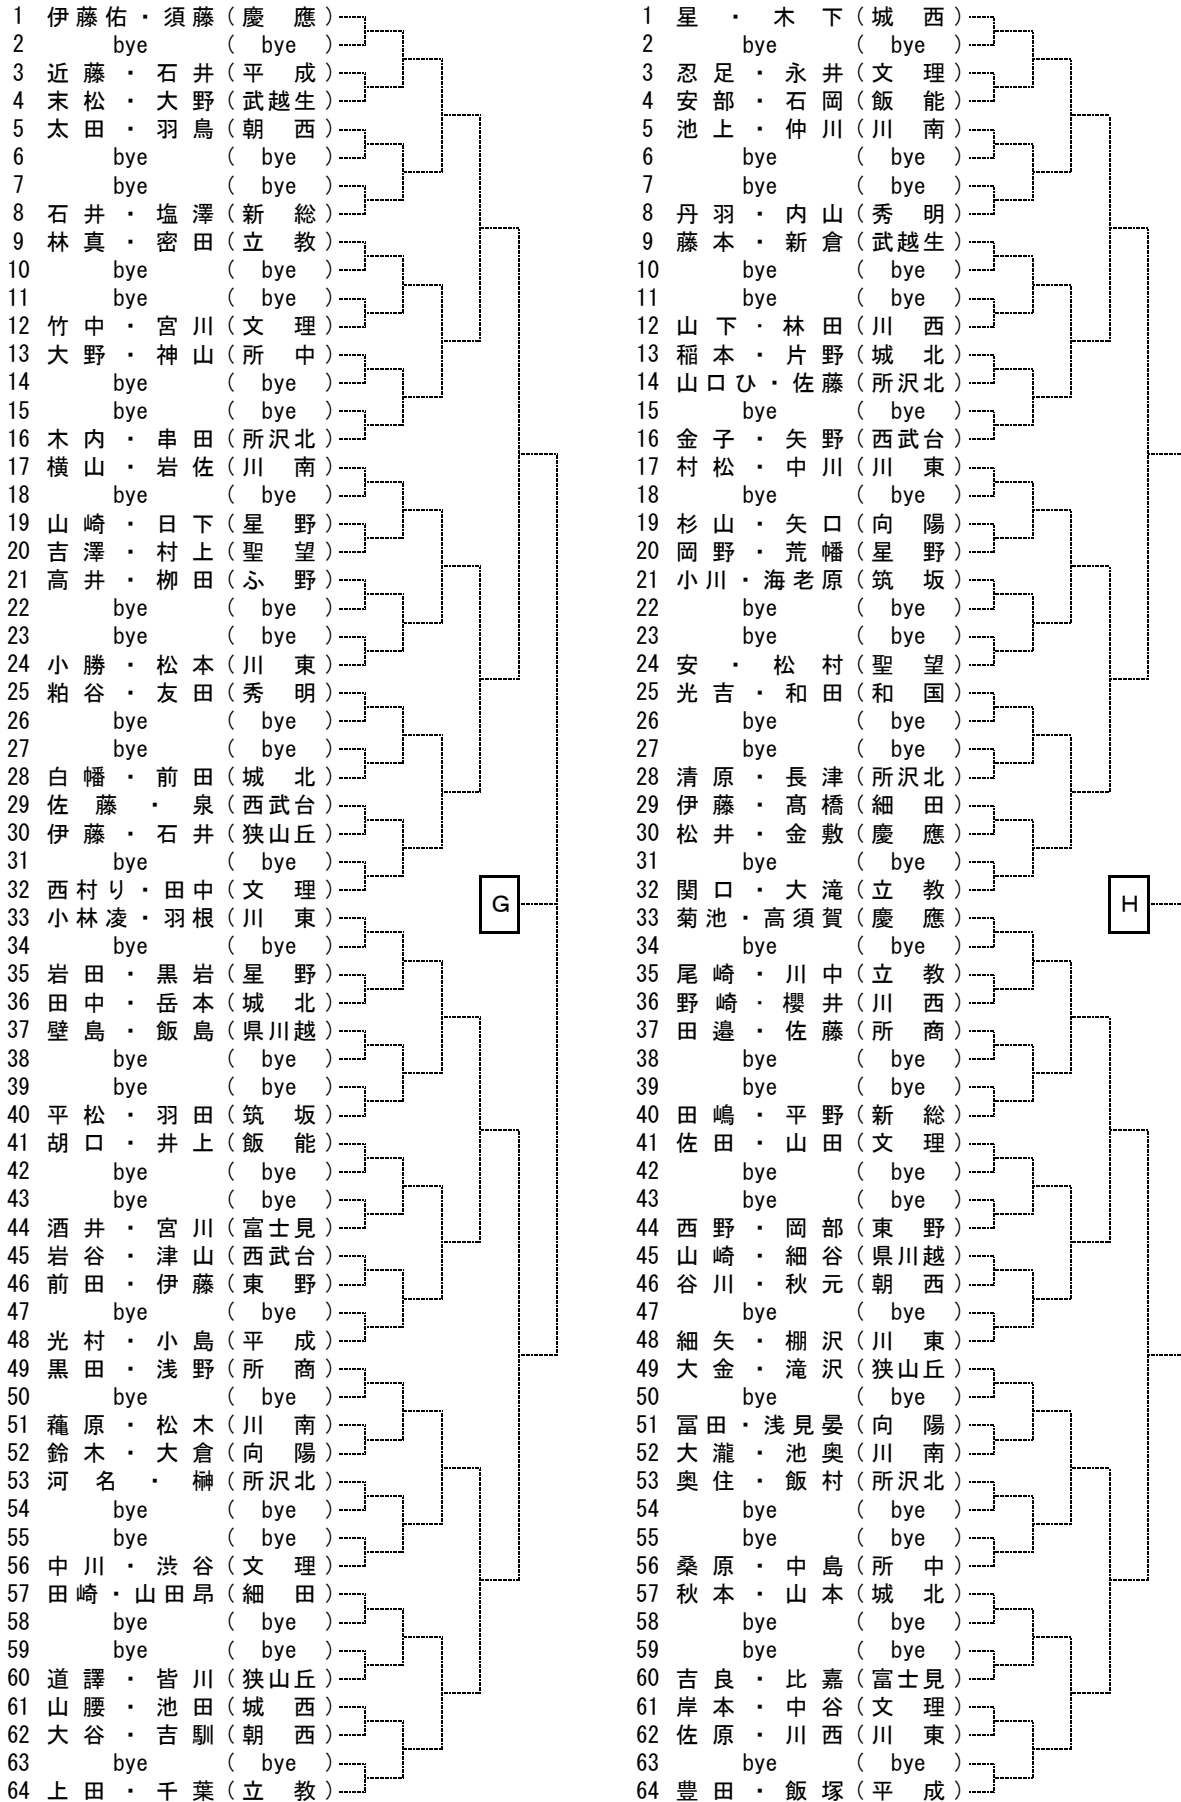 1 伊藤佑・須藤(慶 應)
2 bye ( bye )
3 近藤・石井(平 成)
4 末松・大野(武越生)
5 太田・羽鳥(朝 西)
6 bye ( bye )
7 bye ( bye )
8 石井・塩澤(新 総)
9 林真・密田(立 教)
10 bye ( bye )
11 bye ( bye )
12 竹中・宮川(文 理)
13 大野・神山(所 中)
14 bye ( bye )
15 bye ( bye )
16 木内・串田(所沢北)
17 横山・岩佐(川 南)
18 bye ( bye )
19 山崎・日下(星 野)
20 吉澤・村上(聖 望)
21 高井・栁田(ふ 野)
22 bye ( bye )
23 bye ( bye )
24 小勝・松本(川 東)
25 粕谷・友田(秀 明)
26 bye ( bye )
27 bye ( bye )
28 白幡・前田(城 北)
29 佐藤・泉(西武台)
30 伊藤・石井(狭山丘)
31 bye ( bye )
32 西村り・田中(文 理)
33 小林凌・羽根(川 東)
34 bye ( bye )
35 岩田・黒岩(星 野)
36 田中・岳本(城 北)
37 壁島・飯島(県川越)
38 bye ( bye )
39 bye ( bye )
40 平松・羽田(筑 坂)
41 胡口・井上(飯 能)
42 bye ( bye )
43 bye ( bye )
44 酒井・宮川(富士見)
45 岩谷・津山(西武台)
46 前田・伊藤(東 野)
47 bye ( bye )
48 光村・小島(平 成)
49 黒田・浅野(所 商)
50 bye ( bye )
51 蘒原・松木(川 南)
52 鈴木・大倉(向 陽)
53 河名・榊(所沢北)
54 bye ( bye )
55 bye ( bye )
56 中川・渋谷(文 理)
57 田崎・山田昂(細 田)
58 bye ( bye )
59 bye ( bye )
60 道譯・皆川(狭山丘)
61 山腰・池田(城 西)
62 大谷・吉馴(朝 西)
63 bye ( bye )
64 上田・千葉(立 教)
G
1 星・木下(城 西)
2 bye ( bye )
3 忍足・永井(文 理)
4 安部・石岡(飯 能)
5 池上・仲川(川 南)
6 bye ( bye )
7 bye ( bye )
8 丹羽・内山(秀 明)
9 藤本・新倉(武越生)
10 bye ( bye )
11 bye ( bye )
12 山下・林田(川 西)
13 稲本・片野(城 北)
14 山口ひ・佐藤(所沢北)
15 bye ( bye )
16 金子・矢野(西武台)
17 村松・中川(川 東)
18 bye ( bye )
19 杉山・矢口(向 陽)
20 岡野・荒幡(星 野)
21 小川・海老原(筑 坂)
22 bye ( bye )
23 bye ( bye )
24 安・松村(聖 望)
25 光吉・和田(和 国)
26 bye ( bye )
27 bye ( bye )
28 清原・長津(所沢北)
29 伊藤・髙橋(細 田)
30 松井・金敷(慶 應)
31 bye ( bye )
32 関口・大滝(立 教)
33 菊池・高須賀(慶 應)
34 bye ( bye )
35 尾崎・川中(立 教)
36 野崎・櫻井(川 西)
37 田邉・佐藤(所 商)
38 bye ( bye )
39 bye ( bye )
40 田嶋・平野(新 総)
41 佐田・山田(文 理)
42 bye ( bye )
43 bye ( bye )
44 西野・岡部(東 野)
45 山崎・細谷(県川越)
46 谷川・秋元(朝 西)
47 bye ( bye )
48 細矢・棚沢(川 東)
49 大金・滝沢(狭山丘)
50 bye ( bye )
51 冨田・浅見晏(向 陽)
52 大瀧・池奥(川 南)
53 奥住・飯村(所沢北)
54 bye ( bye )
55 bye ( bye )
56 桑原・中島(所 中)
57 秋本・山本(城 北)
58 bye ( bye )
59 bye ( bye )
60 吉良・比嘉(富士見)
61 岸本・中谷(文 理)
62 佐原・川西(川 東)
63 bye ( bye )
64 豊田・飯塚(平 成)
H